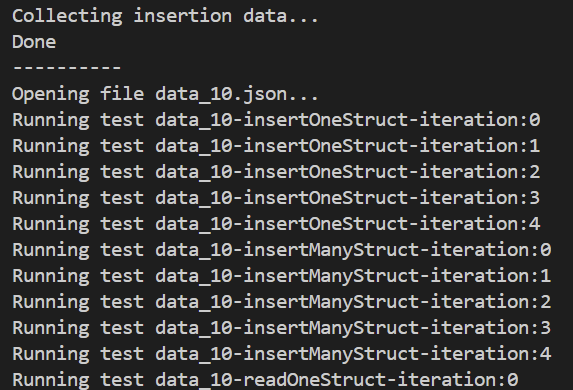 Collecting insertion data...
Done
----------
Opening file data_10.json...
Running test data_10-insertOneStruct-iteration:0
Running test data_10-insertOneStruct-iteration:1
Running test data_10-insertOneStruct-iteration:2
Running test data_10-insertOneStruct-iteration:3
Running test data_10-insertOneStruct-iteration:4
Running test data_10-insertManyStruct-iteration:0
Running test data_10-insertManyStruct-iteration:1
Running test data_10-insertManyStruct-iteration:2
Running test data_10-insertManyStruct-iteration:3
Running test data_10-insertManyStruct-iteration:4
Running test data_10-readOneStruct-iteration:0